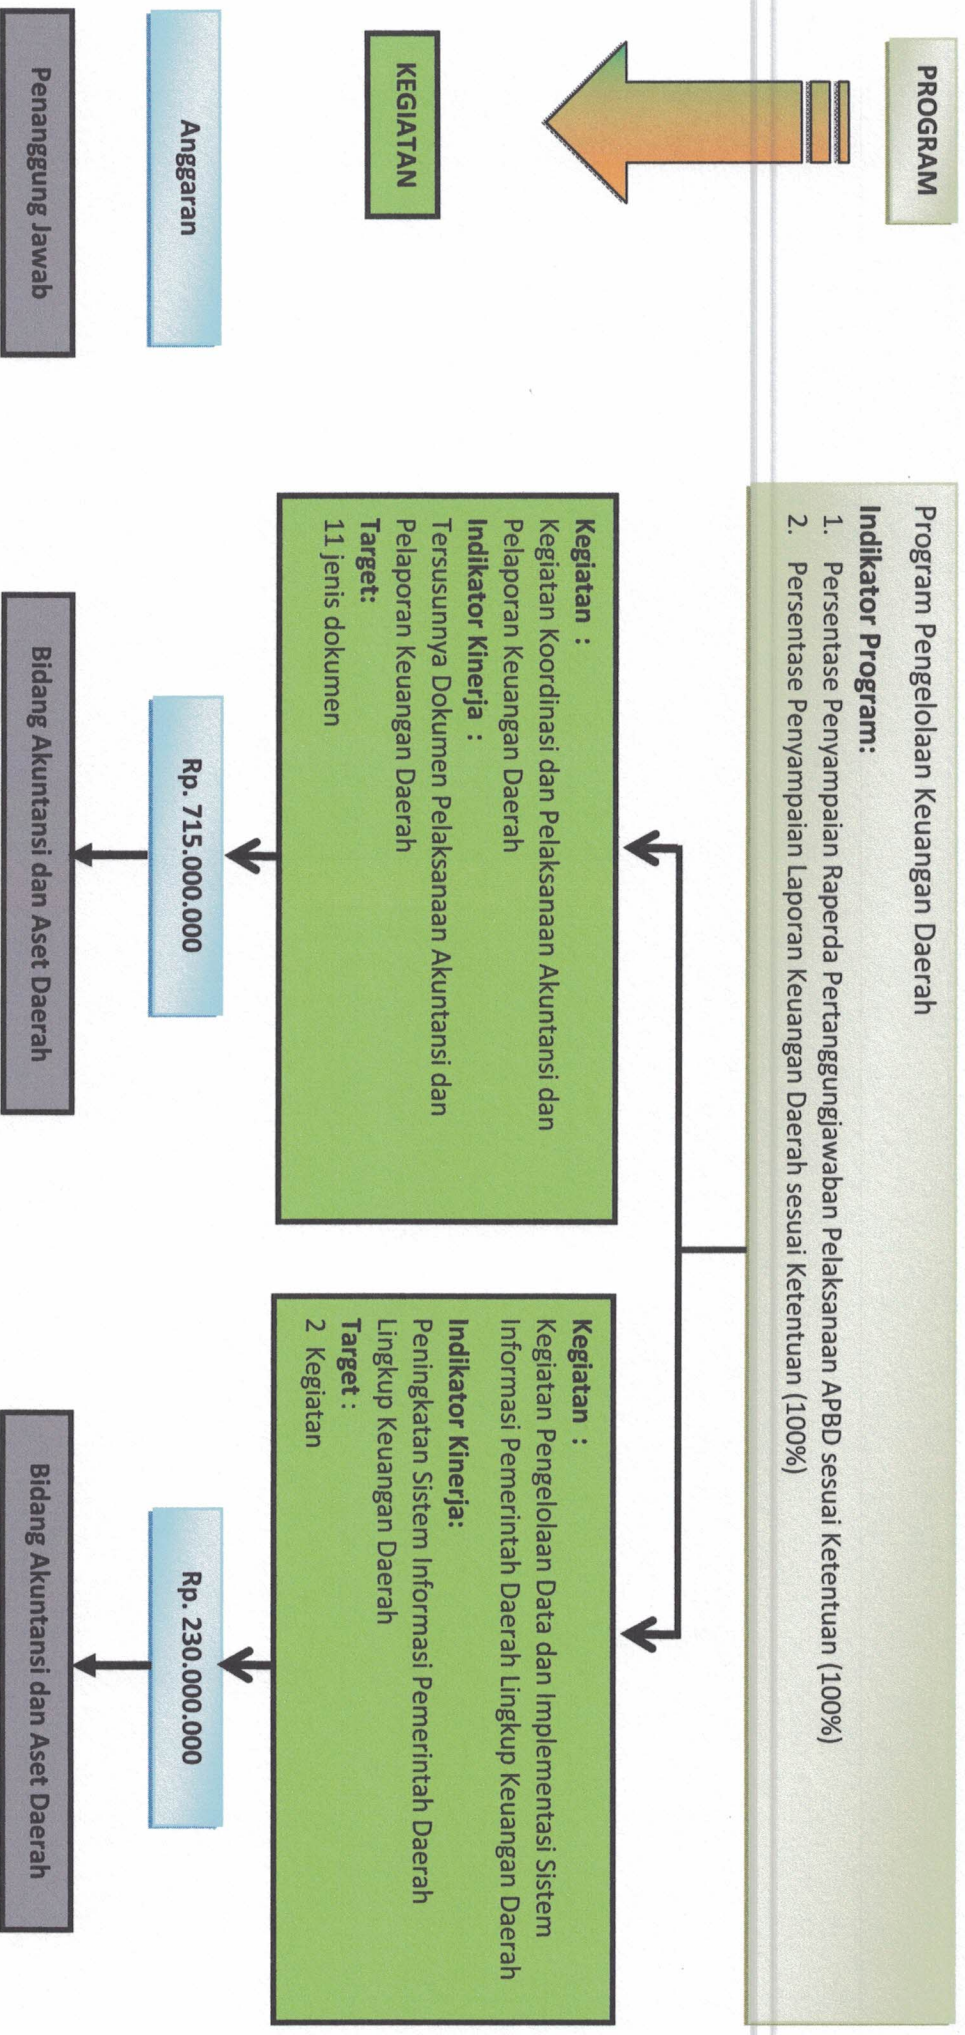 PROGRAM
Program Pengelolaan Keuangan Daerah
Indikator Program:
1. Persentase Penyampaian Raperda Pertanggungjawaban Pelaksanaan APBD sesuai Ketentuan (100%)
2. Persentase Penyampaian Laporan Keuangan Daerah sesuai Ketentuan (100%)
KEGIATAN
Kegiatan :
Kegiatan Koordinasi dan Pelaksanaan Akuntansi dan
Pelaporan Keuangan Daerah
Indikator Kinerja :
Tersusunnya Dokumen Pelaksanaan Akuntansi dan
Pelaporan Keuangan Daerah
Target:
11 jenis dokumen
Kegiatan :
Kegiatan Pengelolaan Data dan Implementasi Sistem
Informasi Pemerintah Daerah Lingkup Keuangan Daerah
Indikator Kinerja:
Peningkatan Sistem Informasi Pemerintah Daerah
Lingkup Keuangan Daerah
Target :
2 Kegiatan
Anggaran
Rp. 715.000.000
Rp. 230.000.000
Penanggung Jawab
Bidang Akuntansi dan Aset Daerah
Bidang Akuntansi dan Aset Daerah